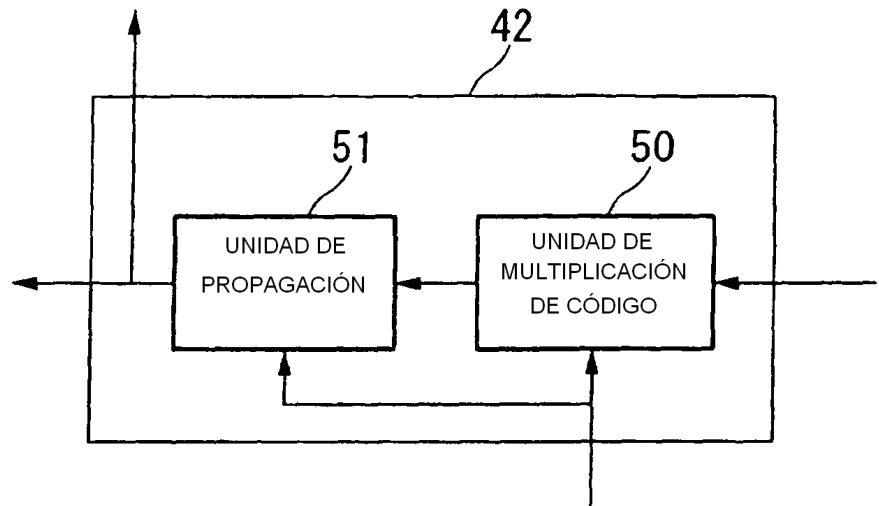 42
51
50
UNIDAD DE
PROPAGACIÓN
UNIDAD DE
MULTIPLICACIÓN
DE CÓDIGO